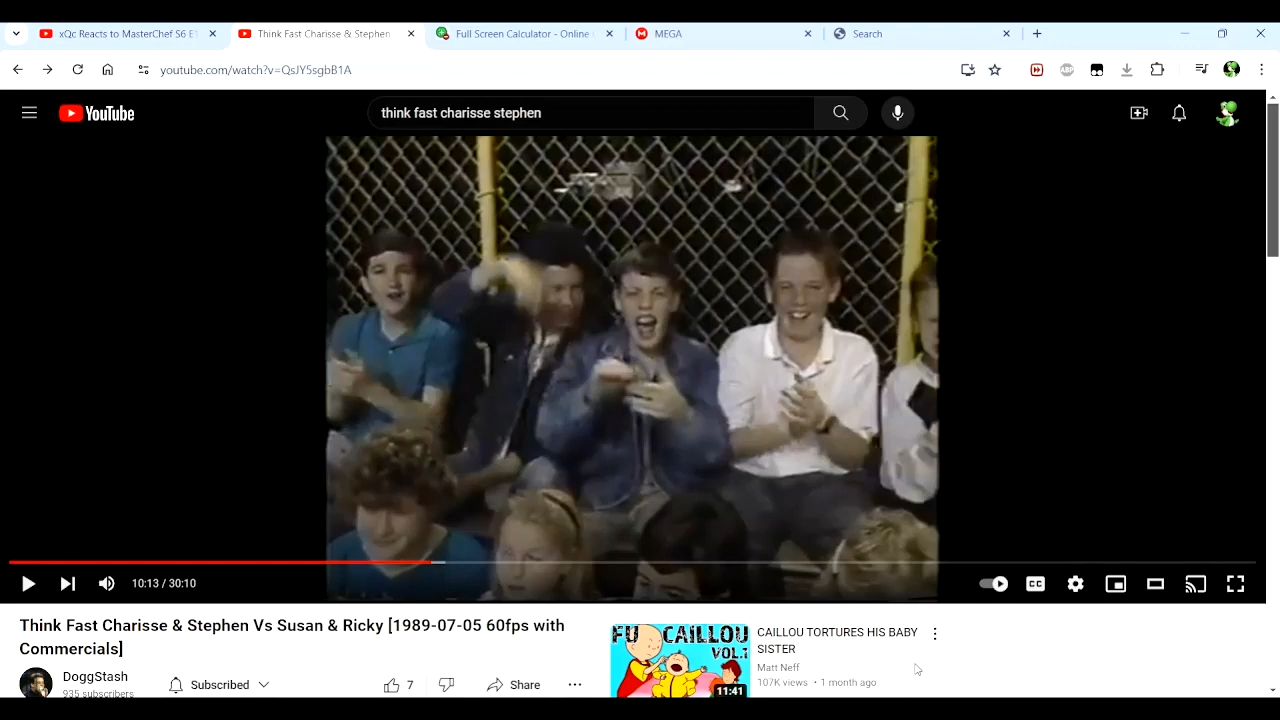 xQc Reacts to MasterChef S6 E1
Think Fast Charisse & Stephen
Full Screen Calculator - Online
MEGA
Search
youtube.com/watch?v=QsJY5sgbB1A
ABP
YouTube
think fast charisse stephen
10:13 / 30:10
CC
Think Fast Charisse & Stephen Vs Susan & Ricky [1989-07-05 60fps with
Commercials]
DoggStash
935 subscribers
Subscribed
7
Share
FU CAILLOU
VOL.1
11:41
CAILLOU TORTURES HIS BABY
SISTER
Matt Neff
107K views • 1 month ago